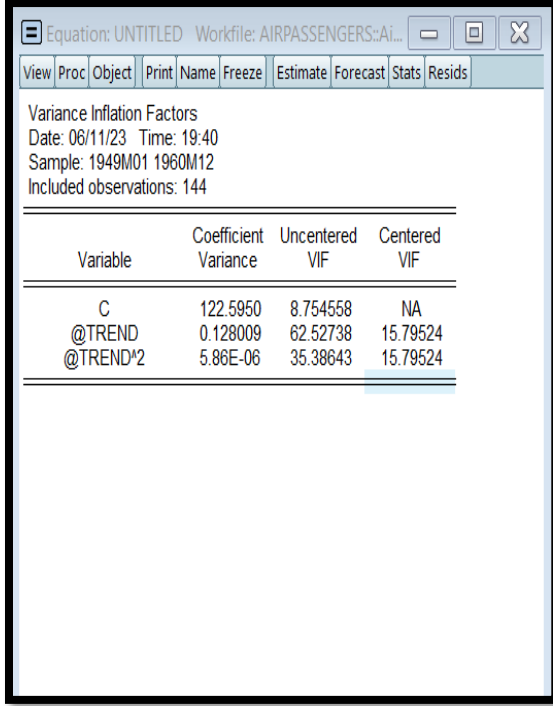 Equation: UNTITLED Workfile: AIRPASSENGERS::Ai...
View Proc Object Print Name Freeze Estimate Forecast Stats Resids
Variance Inflation Factors
Date: 06/11/23 Time: 19:40
Sample: 1949M01 1960M12
Included observations: 144
Coefficient Uncentered Centered
Variable Variance VIF VIF
C 122.5950 8.754558 NA
@TREND 0.128009 62.52738 15.79524
@TREND^2 5.86E-06 35.38643 15.79524